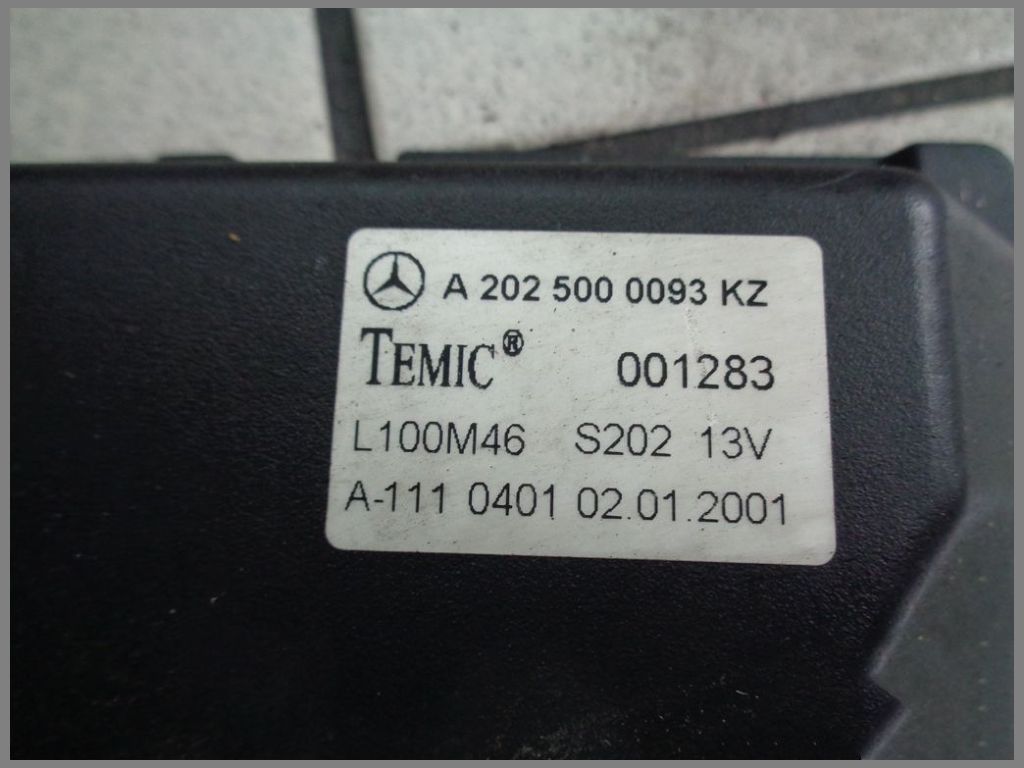 A 202 500 0093 KZ
TEMIC® 001283
L100M46 S202 13V
A-111 0401 02.01.2001